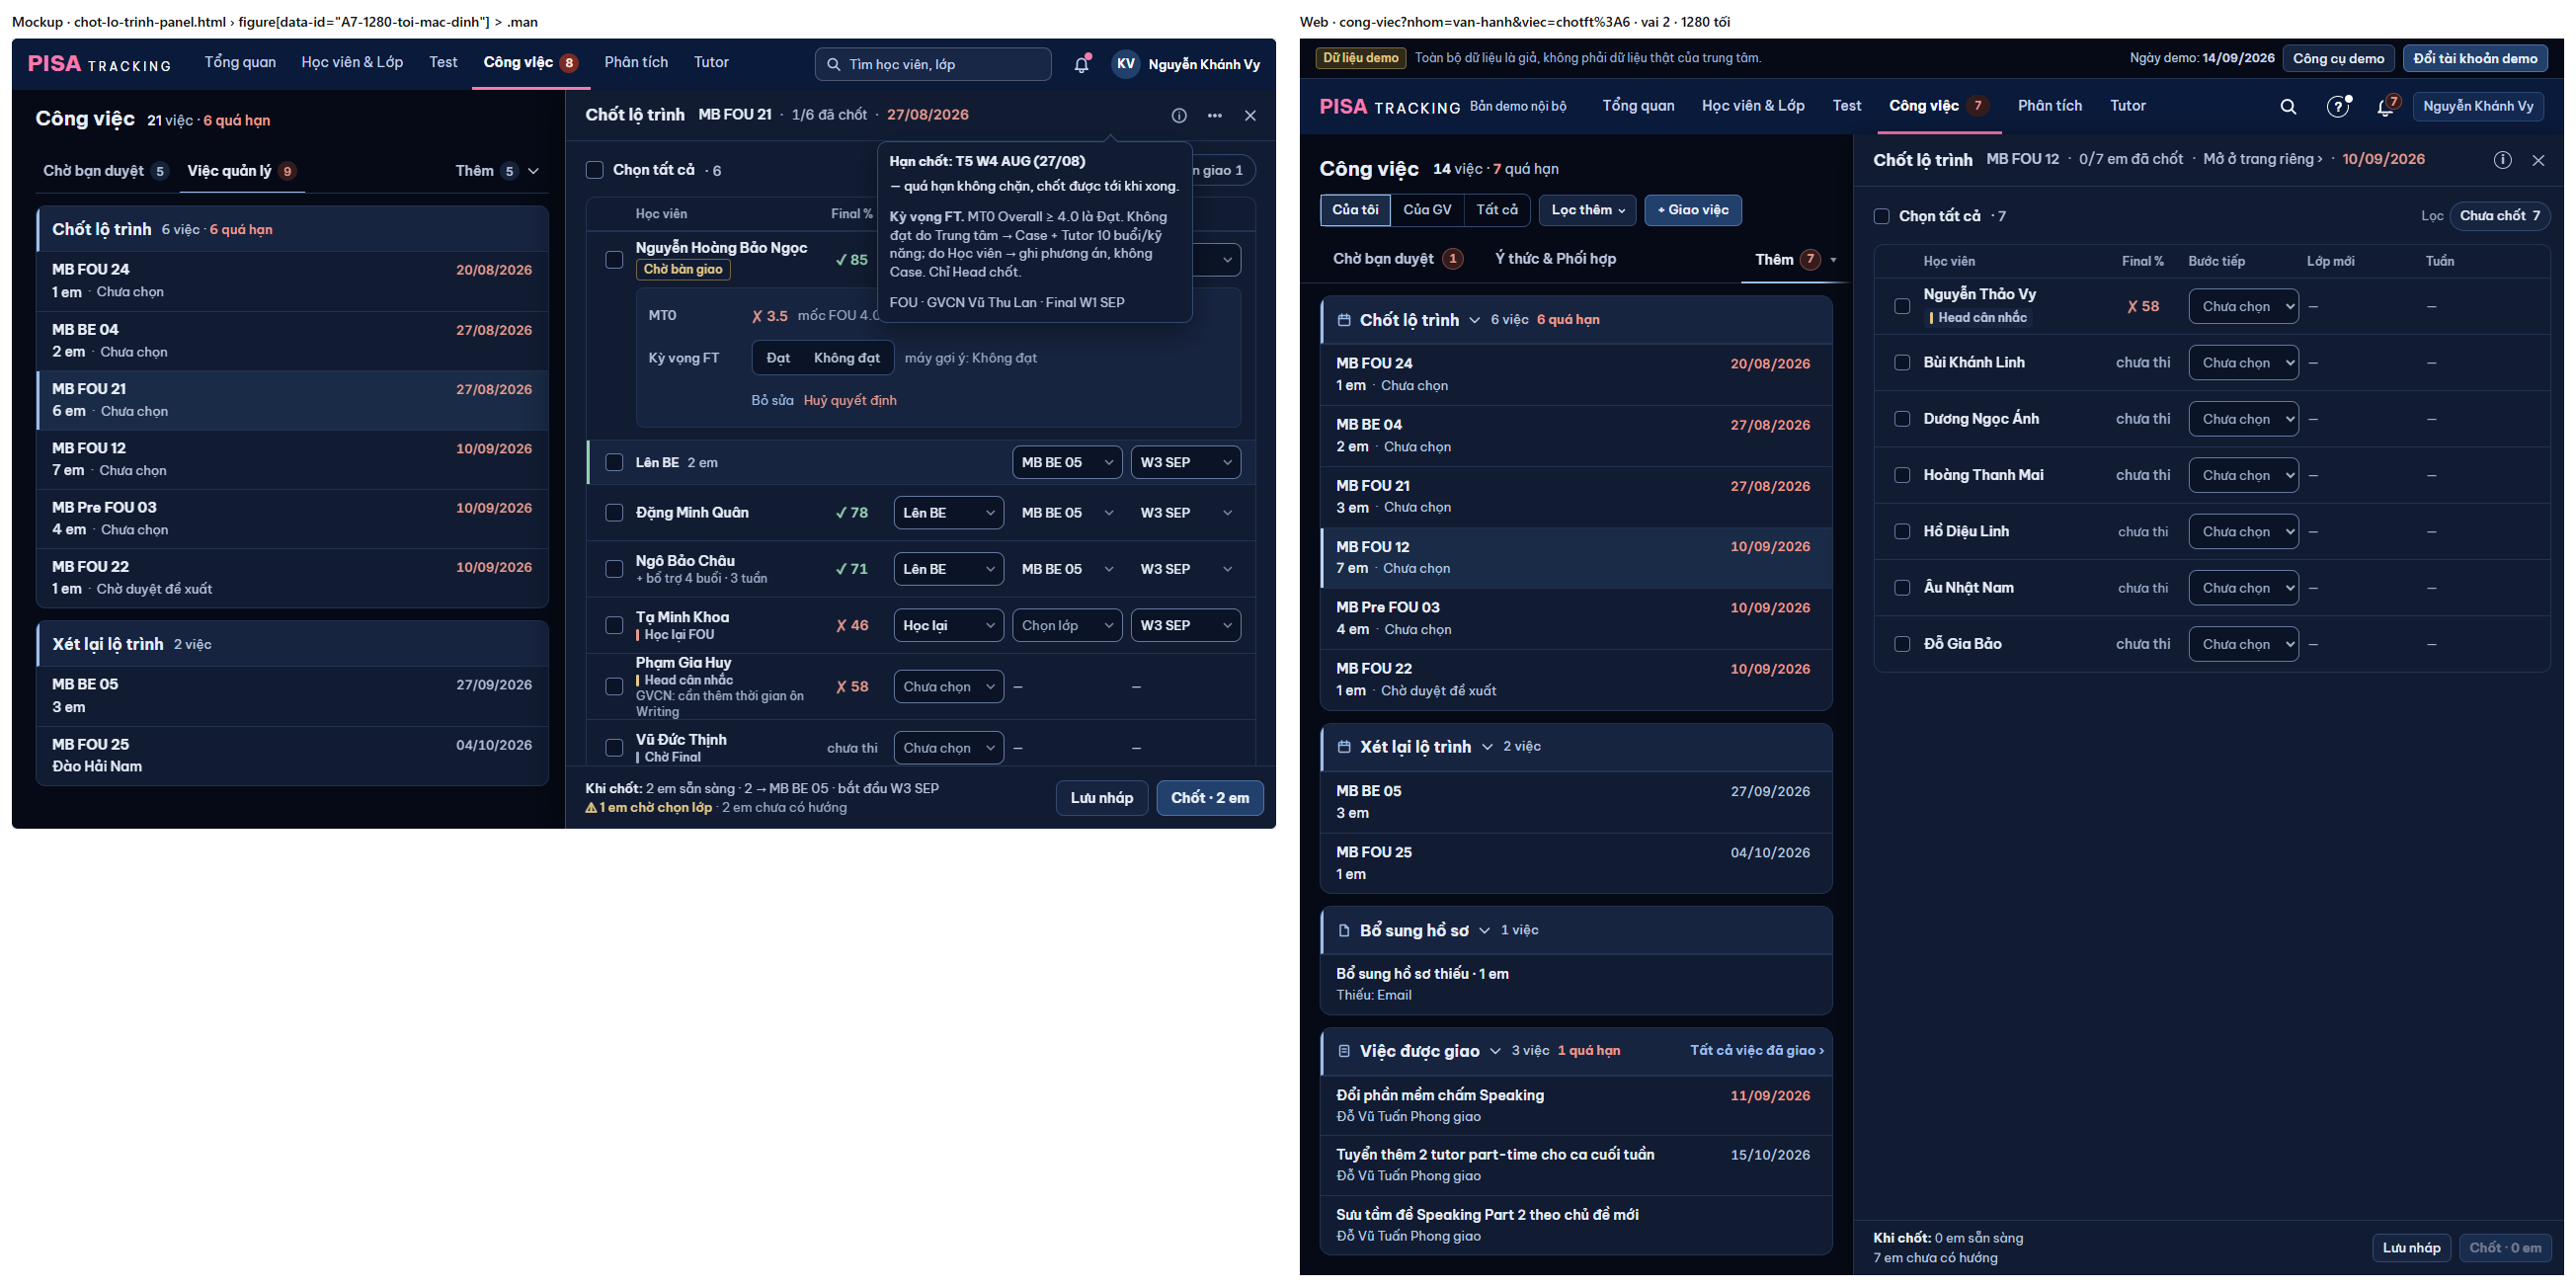 Mockup · chot-lo-trinh-panel.html › figure[data-id="A7-1280-toi-mac-dinh"] > .man
PISA TRACKING
Tổng quan
Học viên & Lớp
Test
Công việc 8
Phân tích
Tutor
Tìm học viên, lớp
KV Nguyễn Khánh Vy
Công việc 21 việc · 6 quá hạn
Chờ bạn duyệt 5
Việc quản lý 9
Thêm 5
Chốt lộ trình 6 việc · 6 quá hạn
MB FOU 24 20/08/2026
1 em · Chưa chọn
MB BE 04 27/08/2026
2 em · Chưa chọn
MB FOU 21 27/08/2026
6 em · Chưa chọn
MB FOU 12 10/09/2026
7 em · Chưa chọn
MB Pre FOU 03 10/09/2026
4 em · Chưa chọn
MB FOU 22 10/09/2026
1 em · Chờ duyệt đề xuất
Xét lại lộ trình 2 việc
MB BE 05 27/09/2026
3 em
MB FOU 25 04/10/2026
Đào Hải Nam
Chốt lộ trình MB FOU 21 · 1/6 đã chốt · 27/08/2026
Chọn tất cả · 6
n giao 1
Hạn chốt: T5 W4 AUG (27/08)
— quá hạn không chặn, chốt được tới khi xong.
Kỳ vọng FT. MT0 Overall ≥ 4.0 là Đạt. Không
đạt do Trung tâm → Case + Tutor 10 buổi/kỹ
năng; do Học viên → ghi phương án, không
Case. Chỉ Head chốt.
FOU · GVCN Vũ Thu Lan · Final W1 SEP
Học viên Final %
Nguyễn Hoàng Bảo Ngọc ✓ 85
Chờ bàn giao
MT0 ✗ 3.5 mốc FOU 4.0
Kỳ vọng FT Đạt Không đạt máy gợi ý: Không đạt
Bỏ sửa Huỷ quyết định
Lên BE 2 em MB BE 05 W3 SEP
Đặng Minh Quân ✓ 78 Lên BE MB BE 05 W3 SEP
Ngô Bảo Châu ✓ 71 Lên BE MB BE 05 W3 SEP
+ bổ trợ 4 buổi · 3 tuần
Tạ Minh Khoa ✗ 46 Học lại Chọn lớp W3 SEP
Học lại FOU
Phạm Gia Huy ✗ 58 Chưa chọn — —
Head cân nhắc
GVCN: cần thêm thời gian ôn
Writing
Vũ Đức Thịnh chưa thi Chưa chọn — —
Chờ Final
Khi chốt: 2 em sẵn sàng · 2 → MB BE 05 · bắt đầu W3 SEP
⚠ 1 em chờ chọn lớp · 2 em chưa có hướng
Lưu nháp
Chốt · 2 em
Web · cong-viec?nhom=van-hanh&viec=chotft%3A6 · vai 2 · 1280 tối
Dữ liệu demo Toàn bộ dữ liệu là giả, không phải dữ liệu thật của trung tâm.
Ngày demo: 14/09/2026 Công cụ demo Đổi tài khoản demo
PISA TRACKING Bản demo nội bộ
Tổng quan
Học viên & Lớp
Test
Công việc 7
Phân tích
Tutor
?
7
Nguyễn Khánh Vy
Công việc 14 việc · 7 quá hạn
Của tôi Của GV Tất cả Lọc thêm + Giao việc
Chờ bạn duyệt 1
Ý thức & Phối hợp
Thêm 7
Chốt lộ trình 6 việc 6 quá hạn
MB FOU 24 20/08/2026
1 em · Chưa chọn
MB BE 04 27/08/2026
2 em · Chưa chọn
MB FOU 21 27/08/2026
3 em · Chưa chọn
MB FOU 12 10/09/2026
7 em · Chưa chọn
MB Pre FOU 03 10/09/2026
4 em · Chưa chọn
MB FOU 22 10/09/2026
1 em · Chờ duyệt đề xuất
Xét lại lộ trình 2 việc
MB BE 05 27/09/2026
3 em
MB FOU 25 04/10/2026
1 em
Bổ sung hồ sơ 1 việc
Bổ sung hồ sơ thiếu · 1 em
Thiếu: Email
Việc được giao 3 việc 1 quá hạn Tất cả việc đã giao ›
Đổi phần mềm chấm Speaking 11/09/2026
Đỗ Vũ Tuấn Phong giao
Tuyển thêm 2 tutor part-time cho ca cuối tuần 15/10/2026
Đỗ Vũ Tuấn Phong giao
Sưu tầm đề Speaking Part 2 theo chủ đề mới
Đỗ Vũ Tuấn Phong giao
Chốt lộ trình MB FOU 12 · 0/7 em đã chốt · Mở ở trang riêng › · 10/09/2026
Chọn tất cả · 7
Lọc Chưa chốt 7
Học viên Final % Bước tiếp Lớp mới Tuần
Nguyễn Thảo Vy ✗ 58 Chưa chọn — —
Head cân nhắc
Bùi Khánh Linh chưa thi Chưa chọn — —
Dương Ngọc Ánh chưa thi Chưa chọn — —
Hoàng Thanh Mai chưa thi Chưa chọn — —
Hồ Diệu Linh chưa thi Chưa chọn — —
Âu Nhật Nam chưa thi Chưa chọn — —
Đỗ Gia Bảo chưa thi Chưa chọn — —
Khi chốt: 0 em sẵn sàng
7 em chưa có hướng
Lưu nháp
Chốt · 0 em